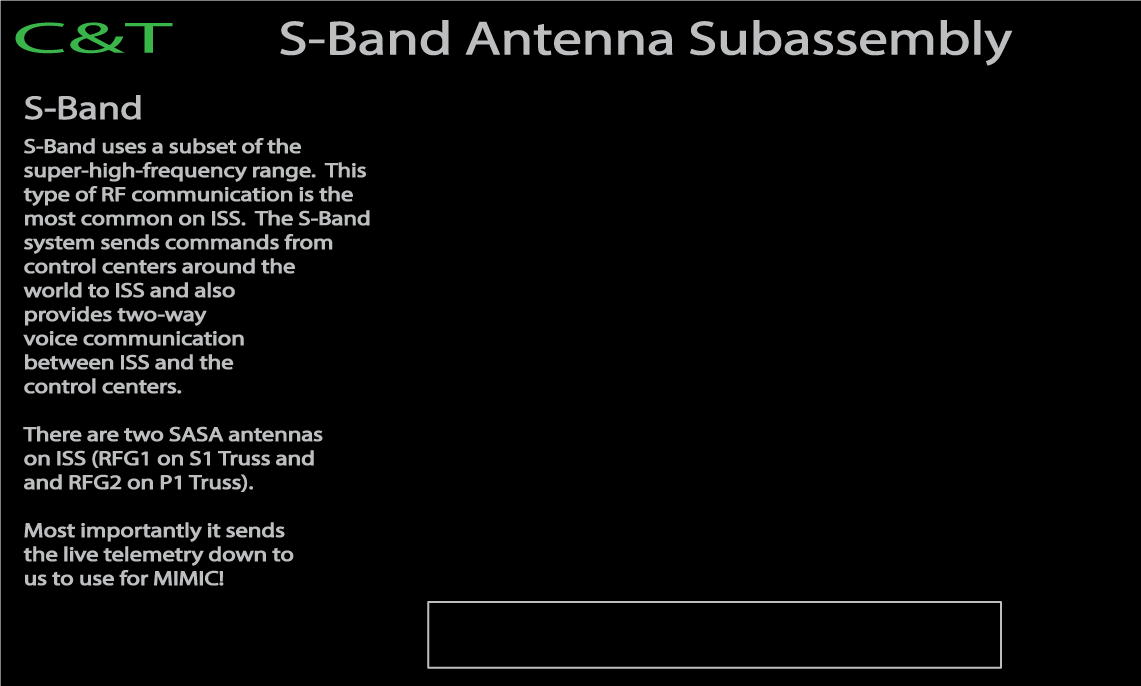 C&T
S-Band Antenna Subassembly
S-Band
S-Band uses a subset of the
super-high-frequency range.  This
type of RF communication is the
most common on ISS.  The S-Band
system sends commands from
control centers around the
world to ISS and also
provides two-way
voice communication
between ISS and the
control centers.
There are two SASA antennas
on ISS (RFG1 on S1 Truss and
and RFG2 on P1 Truss).
Most importantly it sends
the live telemetry down to
us to use for MIMIC!